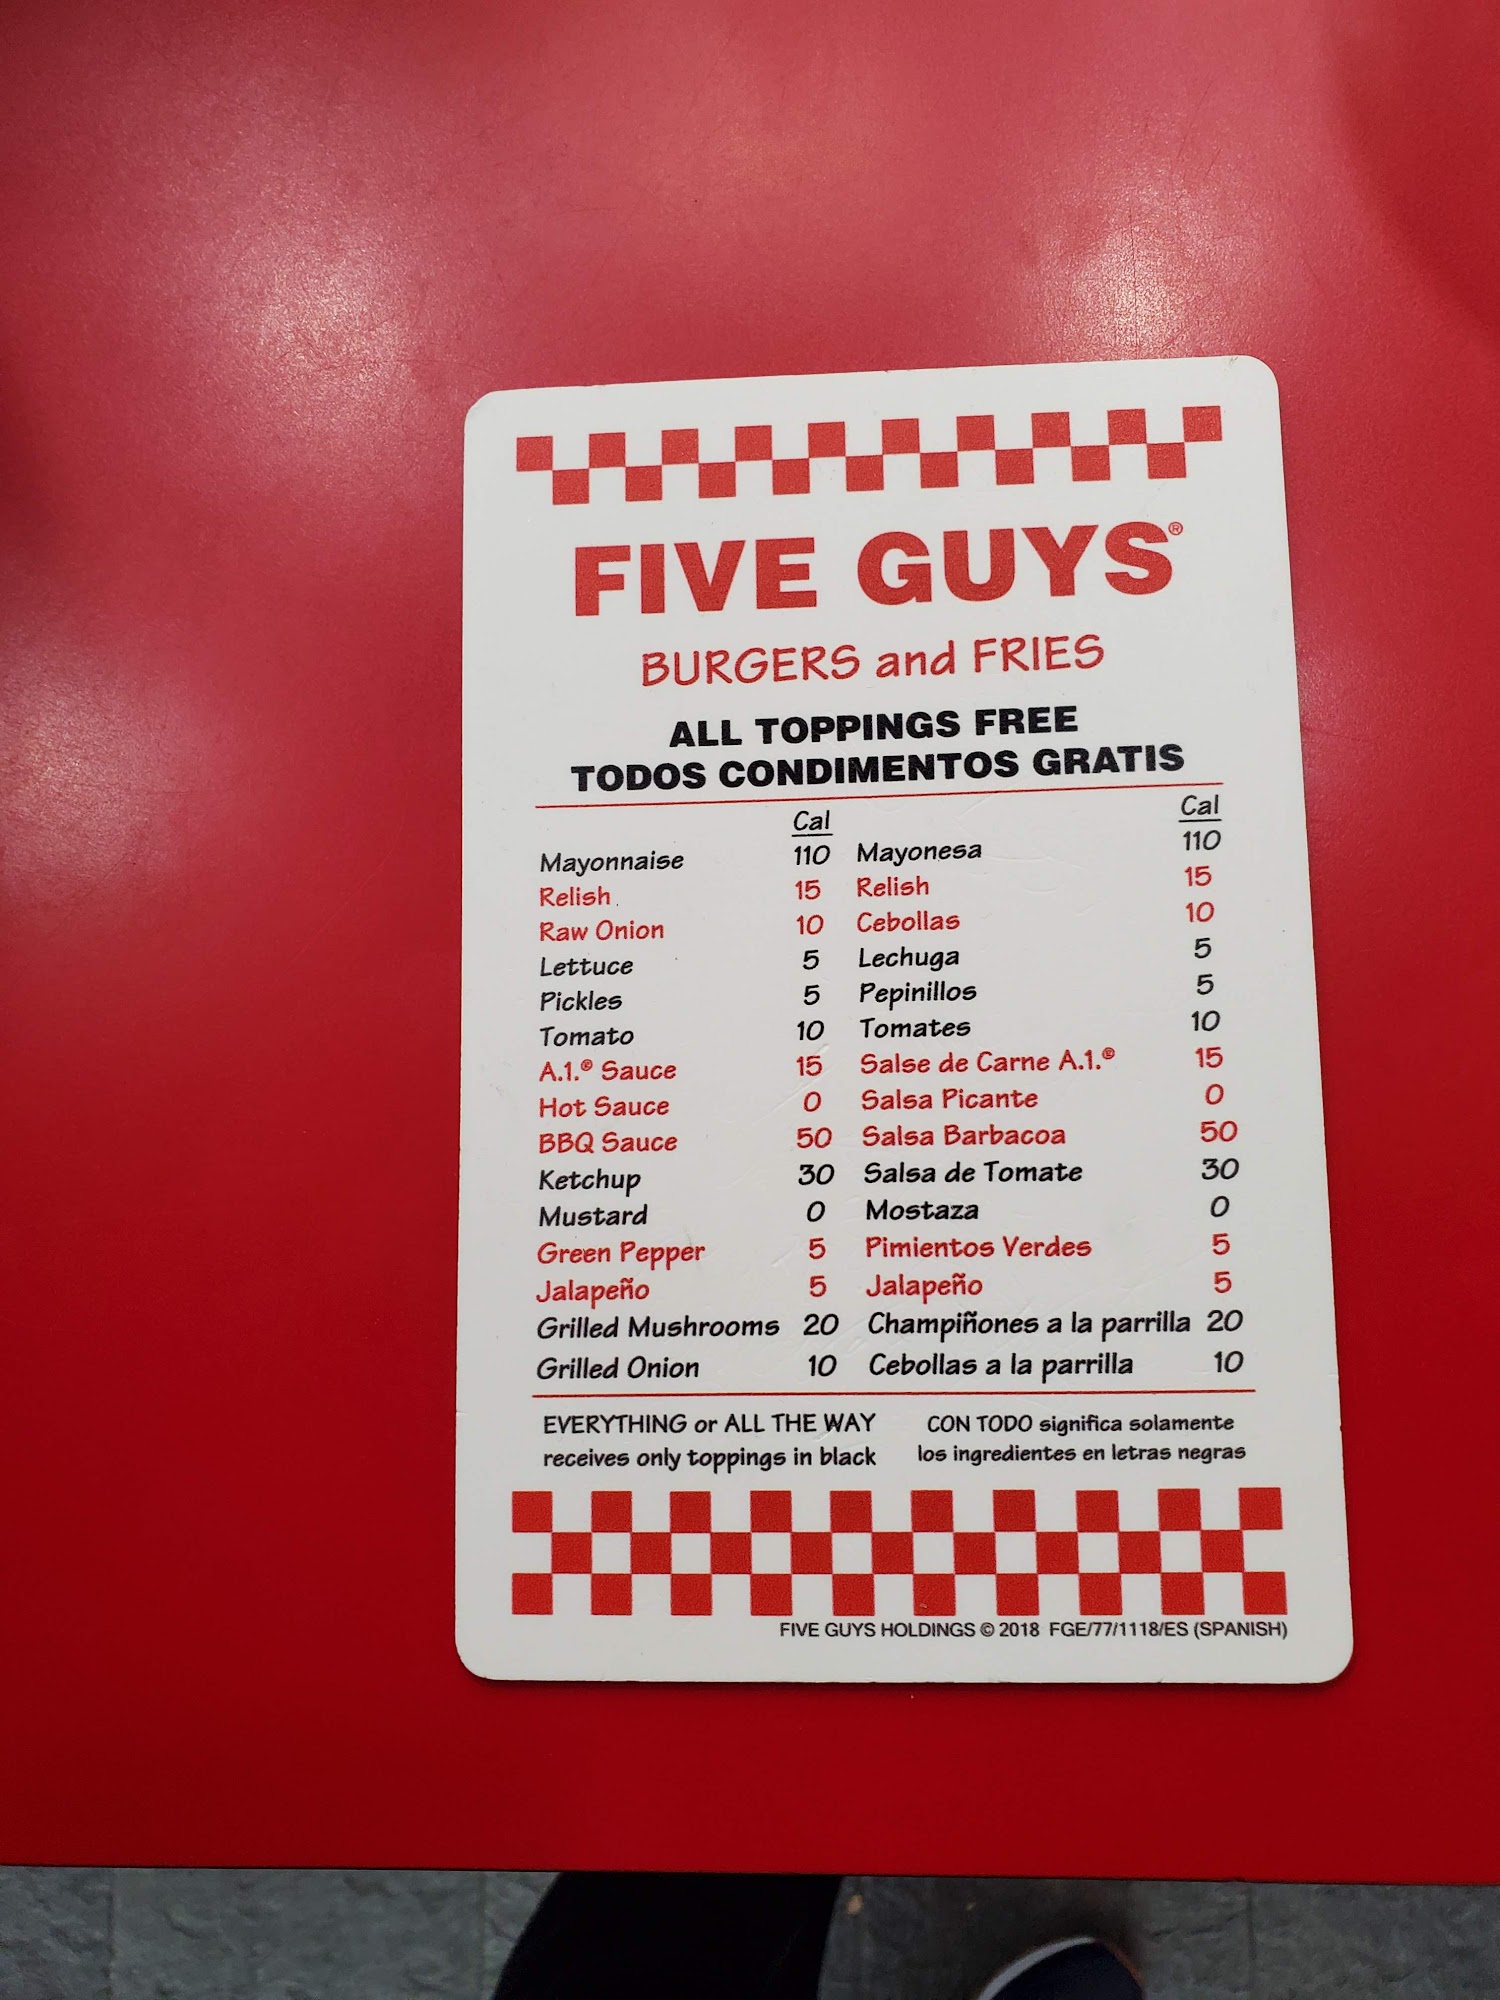 FIVE GUYS®
BURGERS and FRIES
ALL TOPPINGS FREE
TODOS CONDIMENTOS GRATIS
Cal Cal
Mayonnaise 110 Mayonesa 110
Relish 15 Relish 15
Raw Onion 10 Cebollas 10
Lettuce 5 Lechuga 5
Pickles 5 Pepinillos 5
Tomato 10 Tomates 10
A.1.® Sauce 15 Salse de Carne A.1.® 15
Hot Sauce 0 Salsa Picante 0
BBQ Sauce 50 Salsa Barbacoa 50
Ketchup 30 Salsa de Tomate 30
Mustard 0 Mostaza 0
Green Pepper 5 Pimientos Verdes 5
Jalapeño 5 Jalapeño 5
Grilled Mushrooms 20 Champiñones a la parrilla 20
Grilled Onion 10 Cebollas a la parrilla 10
EVERYTHING or ALL THE WAY CON TODO significa solamente
receives only toppings in black los ingredientes en letras negras
FIVE GUYS HOLDINGS © 2018 FGE/77/1118/ES (SPANISH)